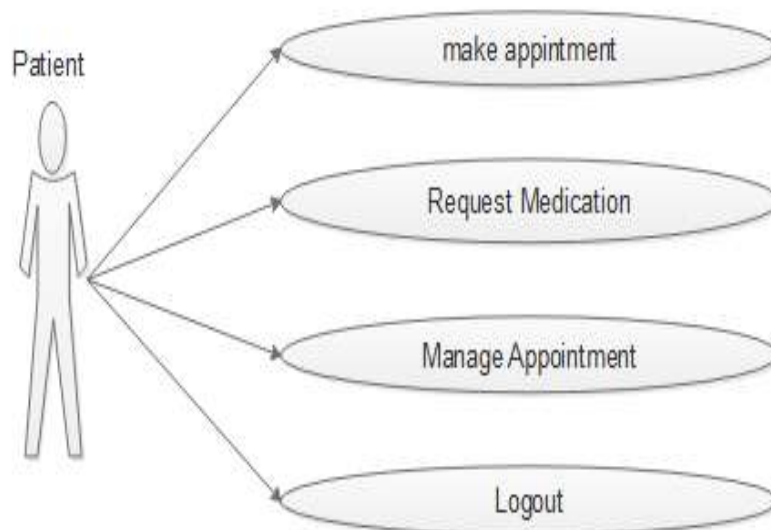 Patient
make appintment
Request Medication
Manage Appointment
Logout